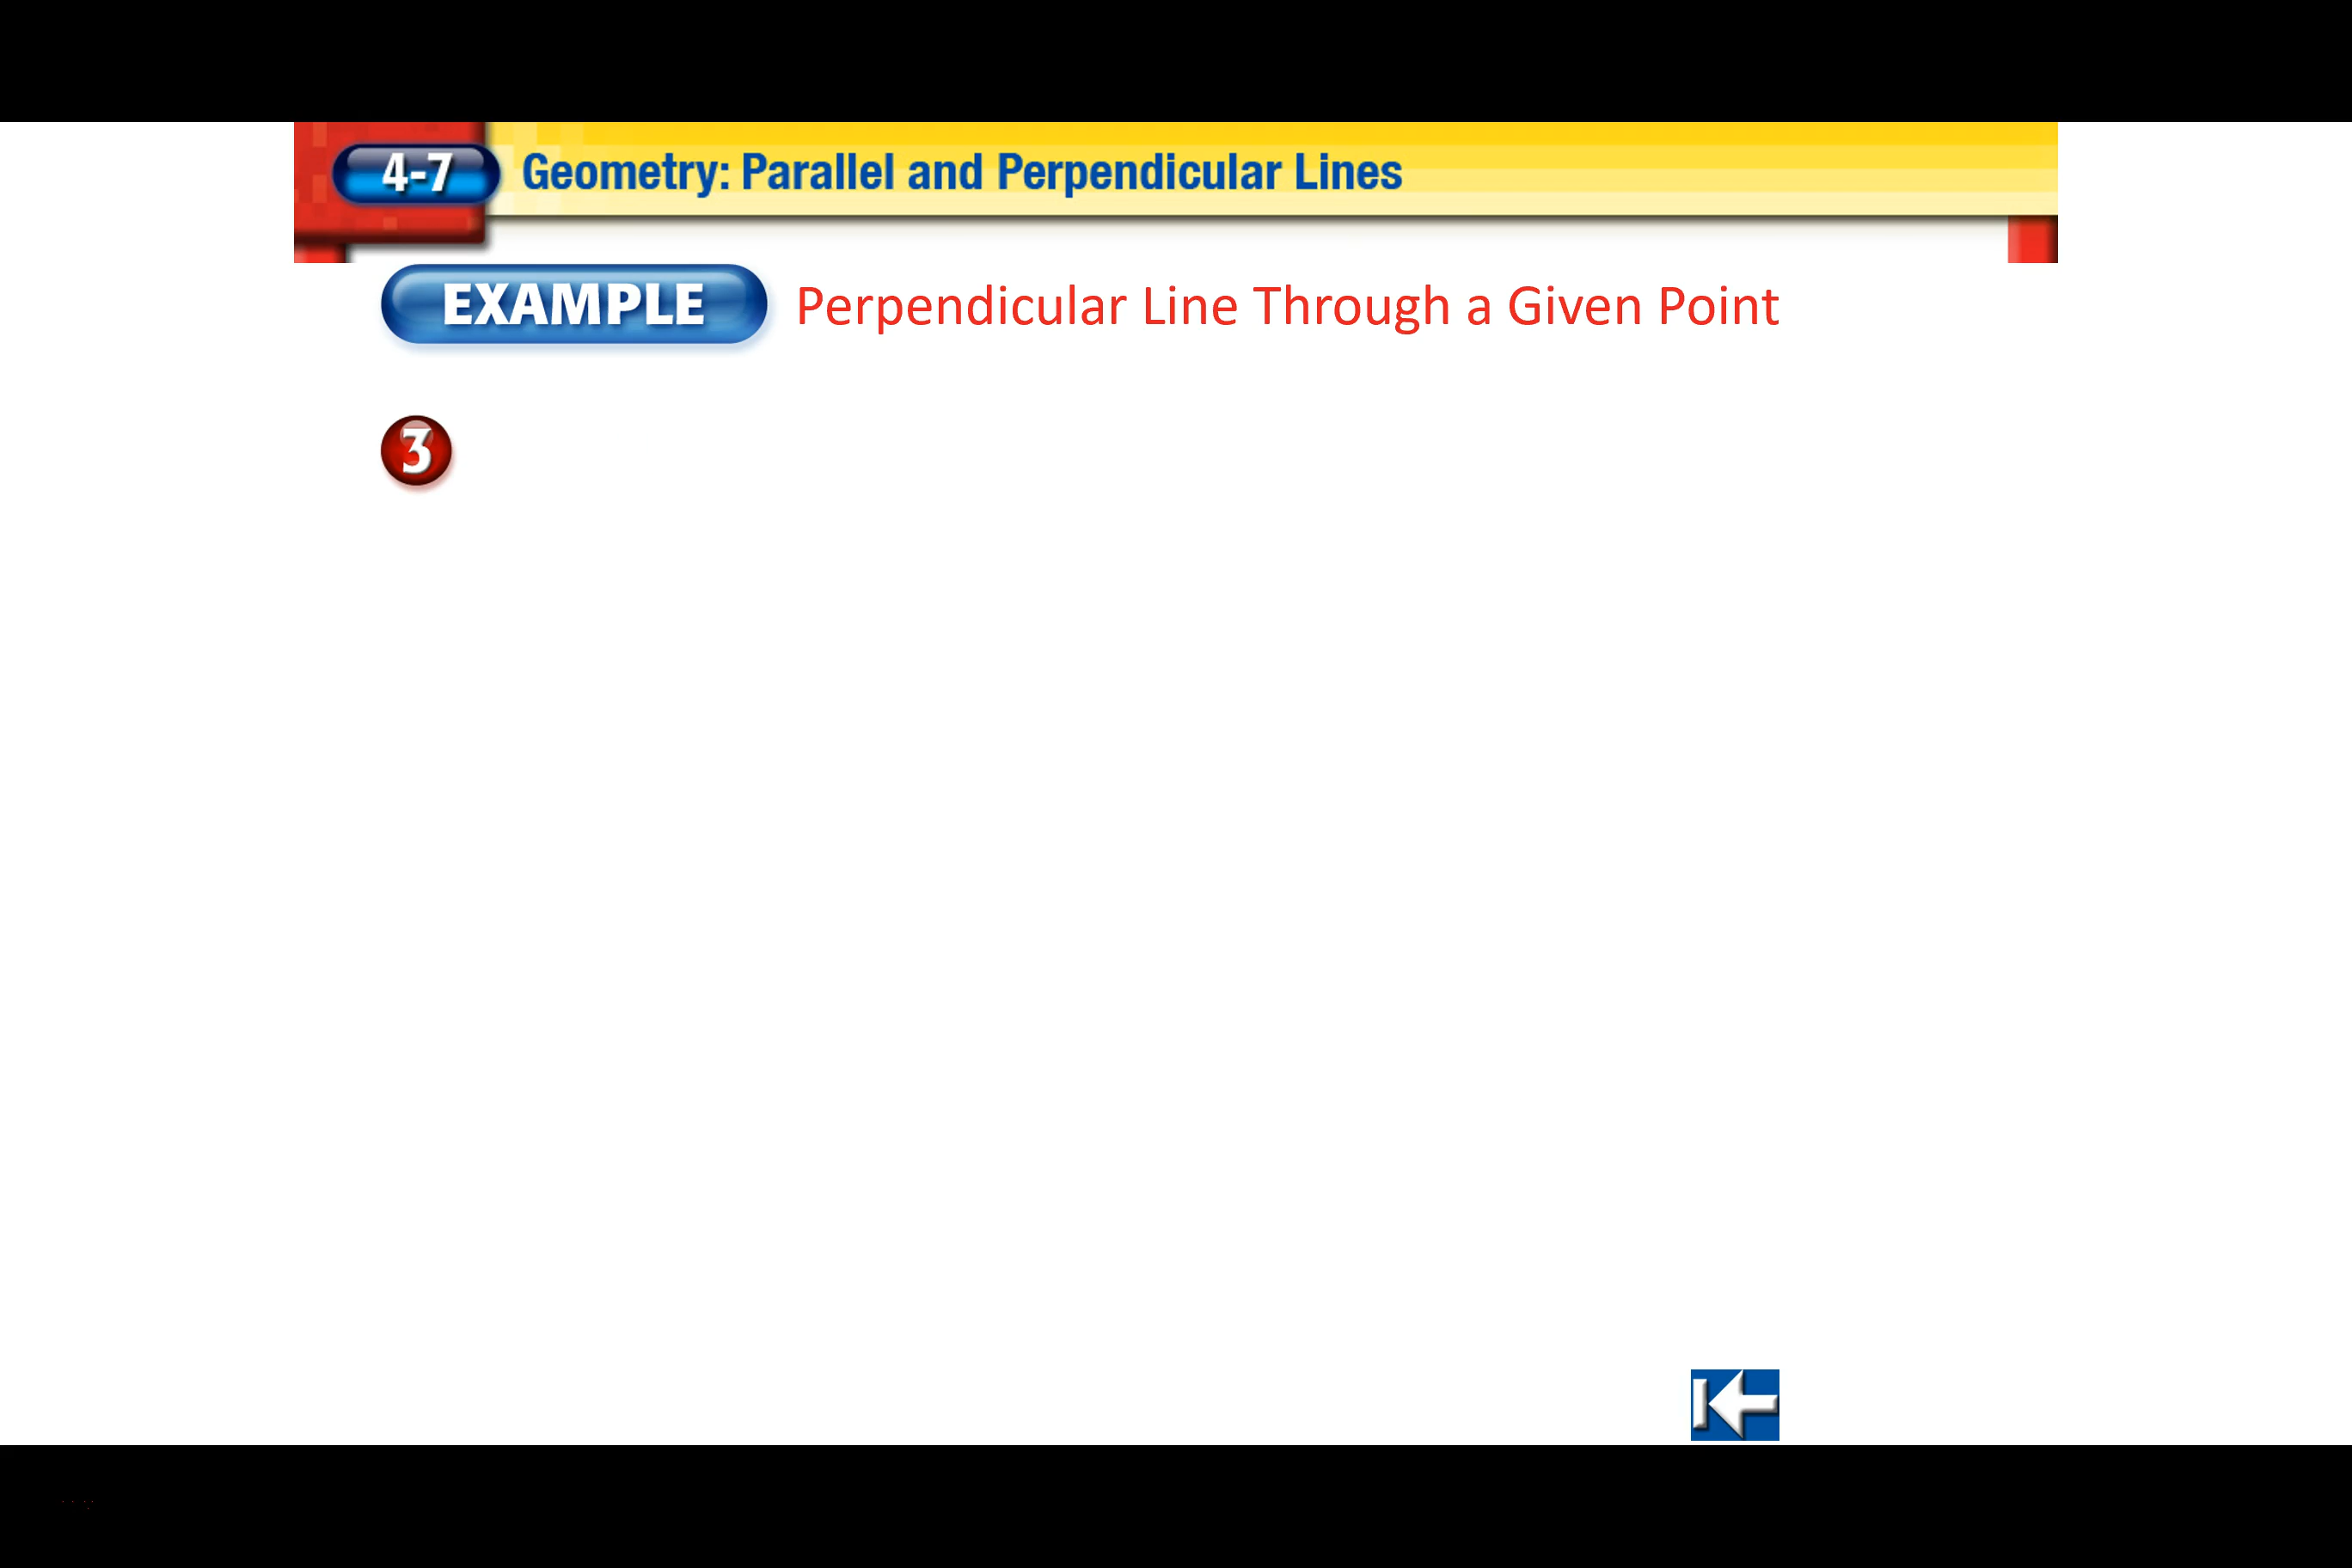 4-7 Geometry: Parallel and Perpendicular Lines
EXAMPLE Perpendicular Line Through a Given Point
3